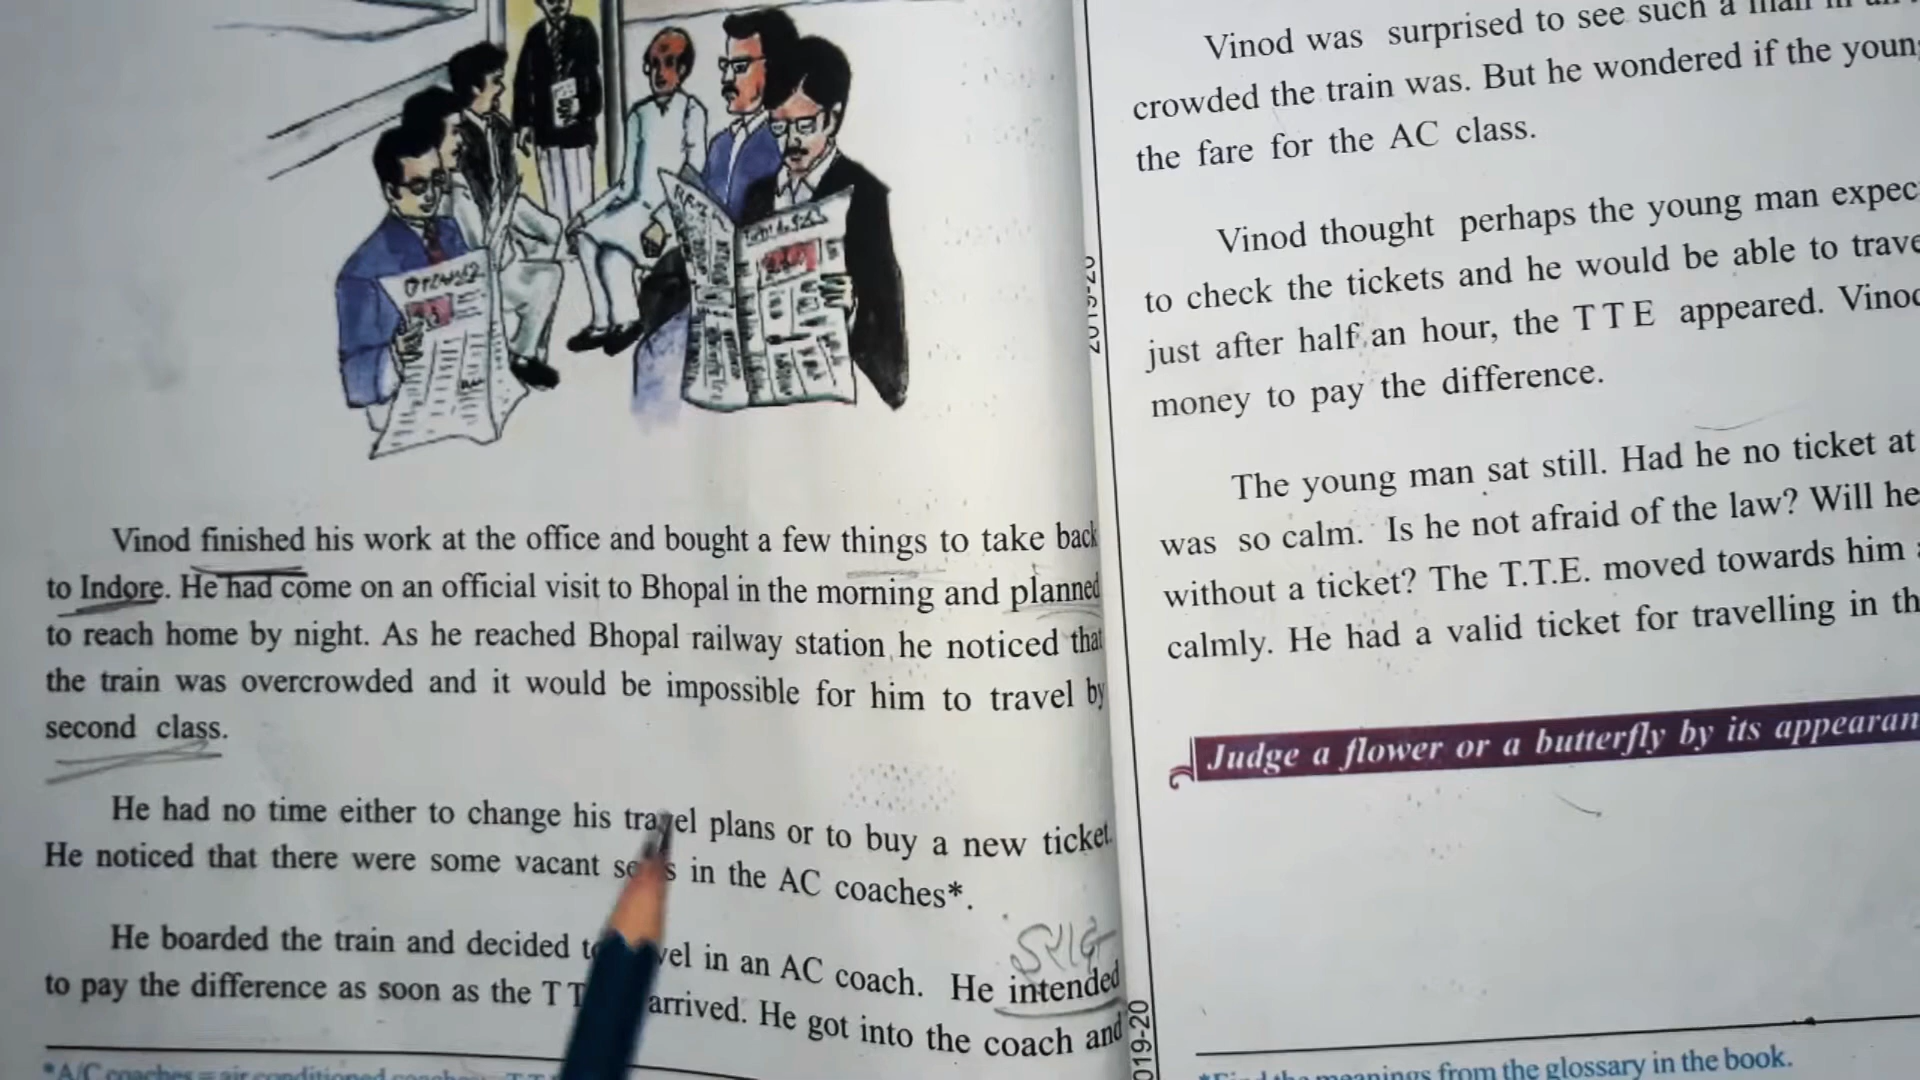 Vinod finished his work at the office and bought a few things to take back
to Indore. He had come on an official visit to Bhopal in the morning and planned
to reach home by night. As he reached Bhopal railway station he noticed that
the train was overcrowded and it would be impossible for him to travel by
second class.
He had no time either to change his travel plans or to buy a new ticket.
He noticed that there were some vacant seats in the AC coaches*.
He boarded the train and decided to travel in an AC coach. He intended
to pay the difference as soon as the T T arrived. He got into the coach and
2019-20
Vinod was surprised to see such a man in
crowded the train was. But he wondered if the young
the fare for the AC class.
Vinod thought perhaps the young man
to check the tickets and he would be able to
just after half an hour, the T T E appeared. Vinod
money to pay the difference.
The young man sat still. Had he no ticket at
was so calm. Is he not afraid of the law? Will he
without a ticket? The T.T.E. moved towards him
calmly. He had a valid ticket for travelling in
Judge a flower or a butterfly by its
019-20
meanings from the glossary in the book.